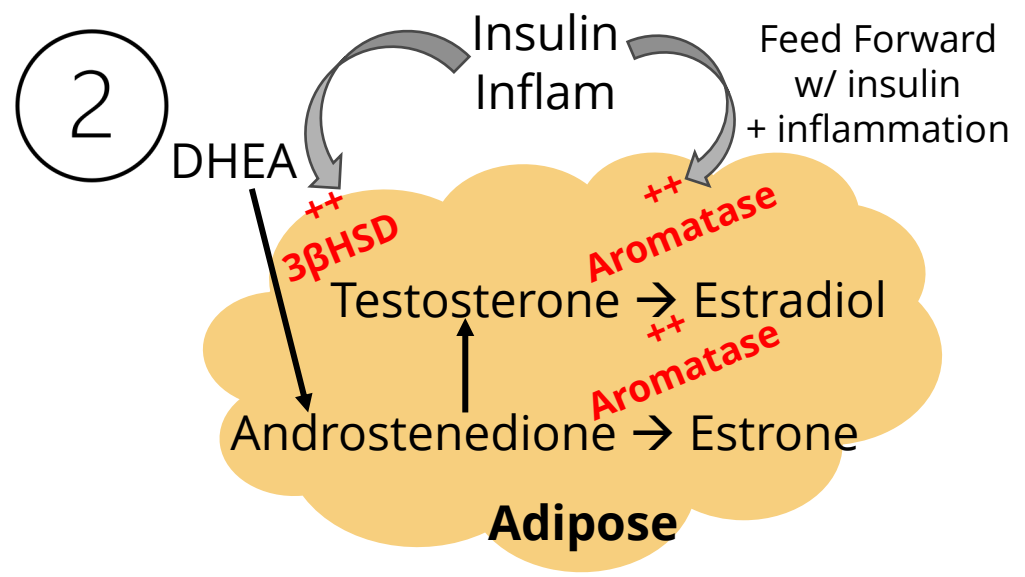 2
Insulin
Inflam
Feed Forward
w/ insulin
+ inflammation
DHEA
++
3βHSD
++
Aromatase
Testosterone → Estradiol
++
Aromatase
Androstenedione → Estrone
Adipose